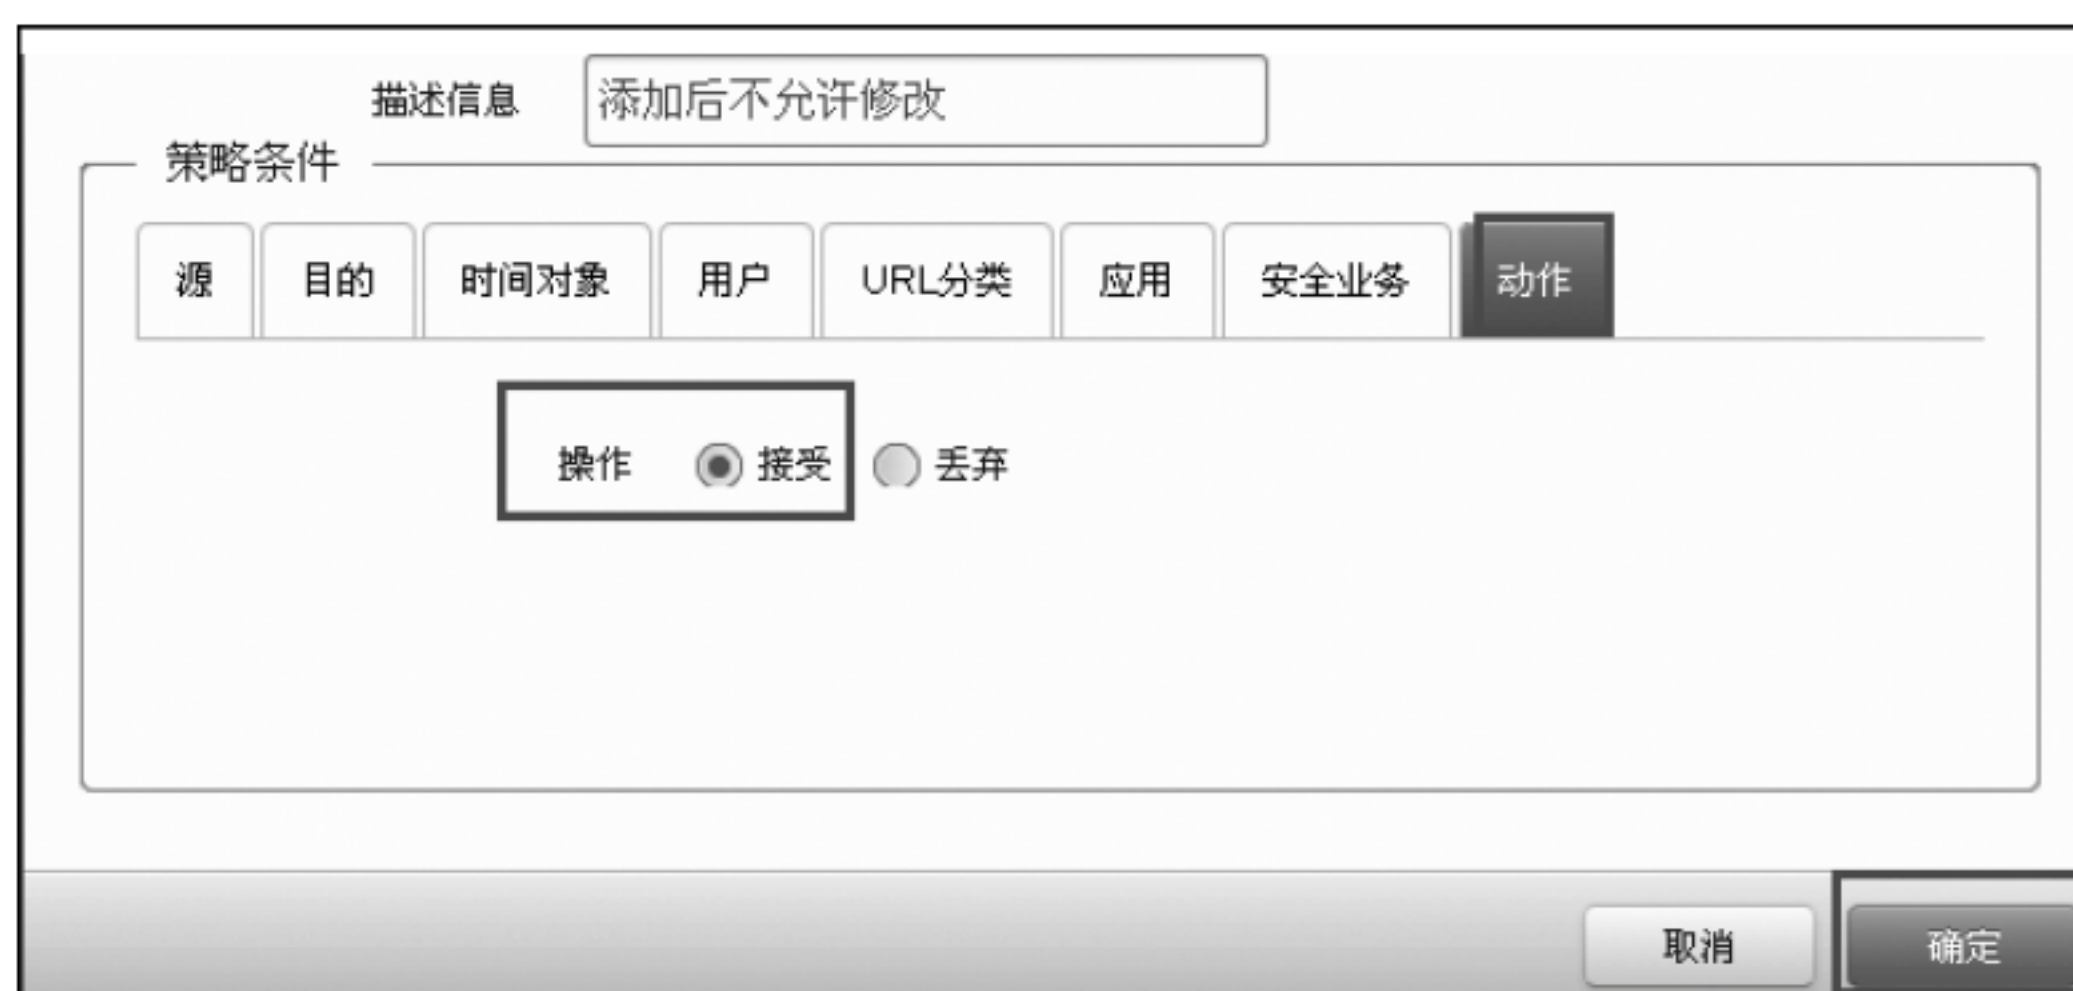 描述信息 添加后不允许修改
策略条件
源 目的 时间对象 用户 URL分类 应用 安全业务 动作
操作 接受 丢弃
取消 确定